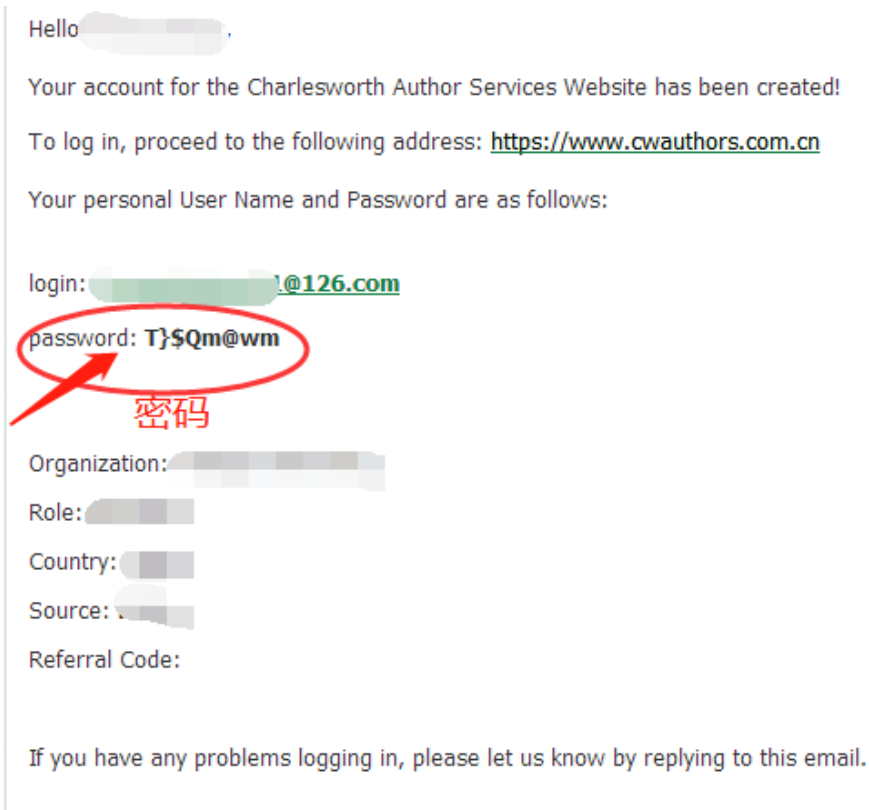 Hello ,
Your account for the Charlesworth Author Services Website has been created!
To log in, proceed to the following address: https://www.cwauthors.com.cn
Your personal User Name and Password are as follows:
login: @126.com
password: T}$Qm@wm
密码
Organization:
Role:
Country:
Source:
Referral Code:
If you have any problems logging in, please let us know by replying to this email.